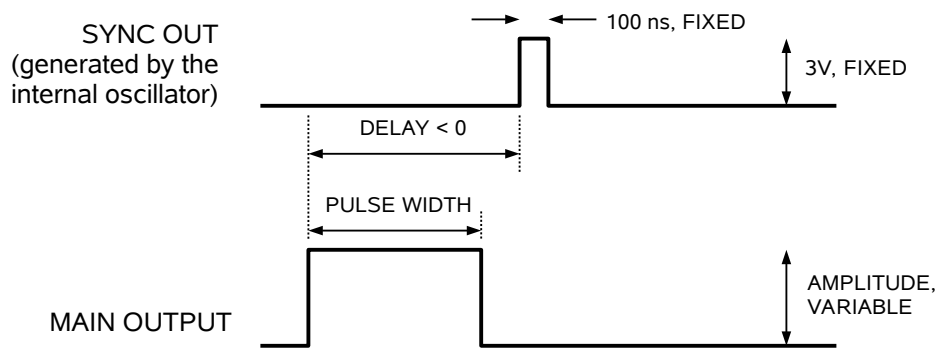 SYNC OUT
(generated by the
internal oscillator)
100 ns, FIXED
3V, FIXED
DELAY < 0
PULSE WIDTH
AMPLITUDE,
VARIABLE
MAIN OUTPUT